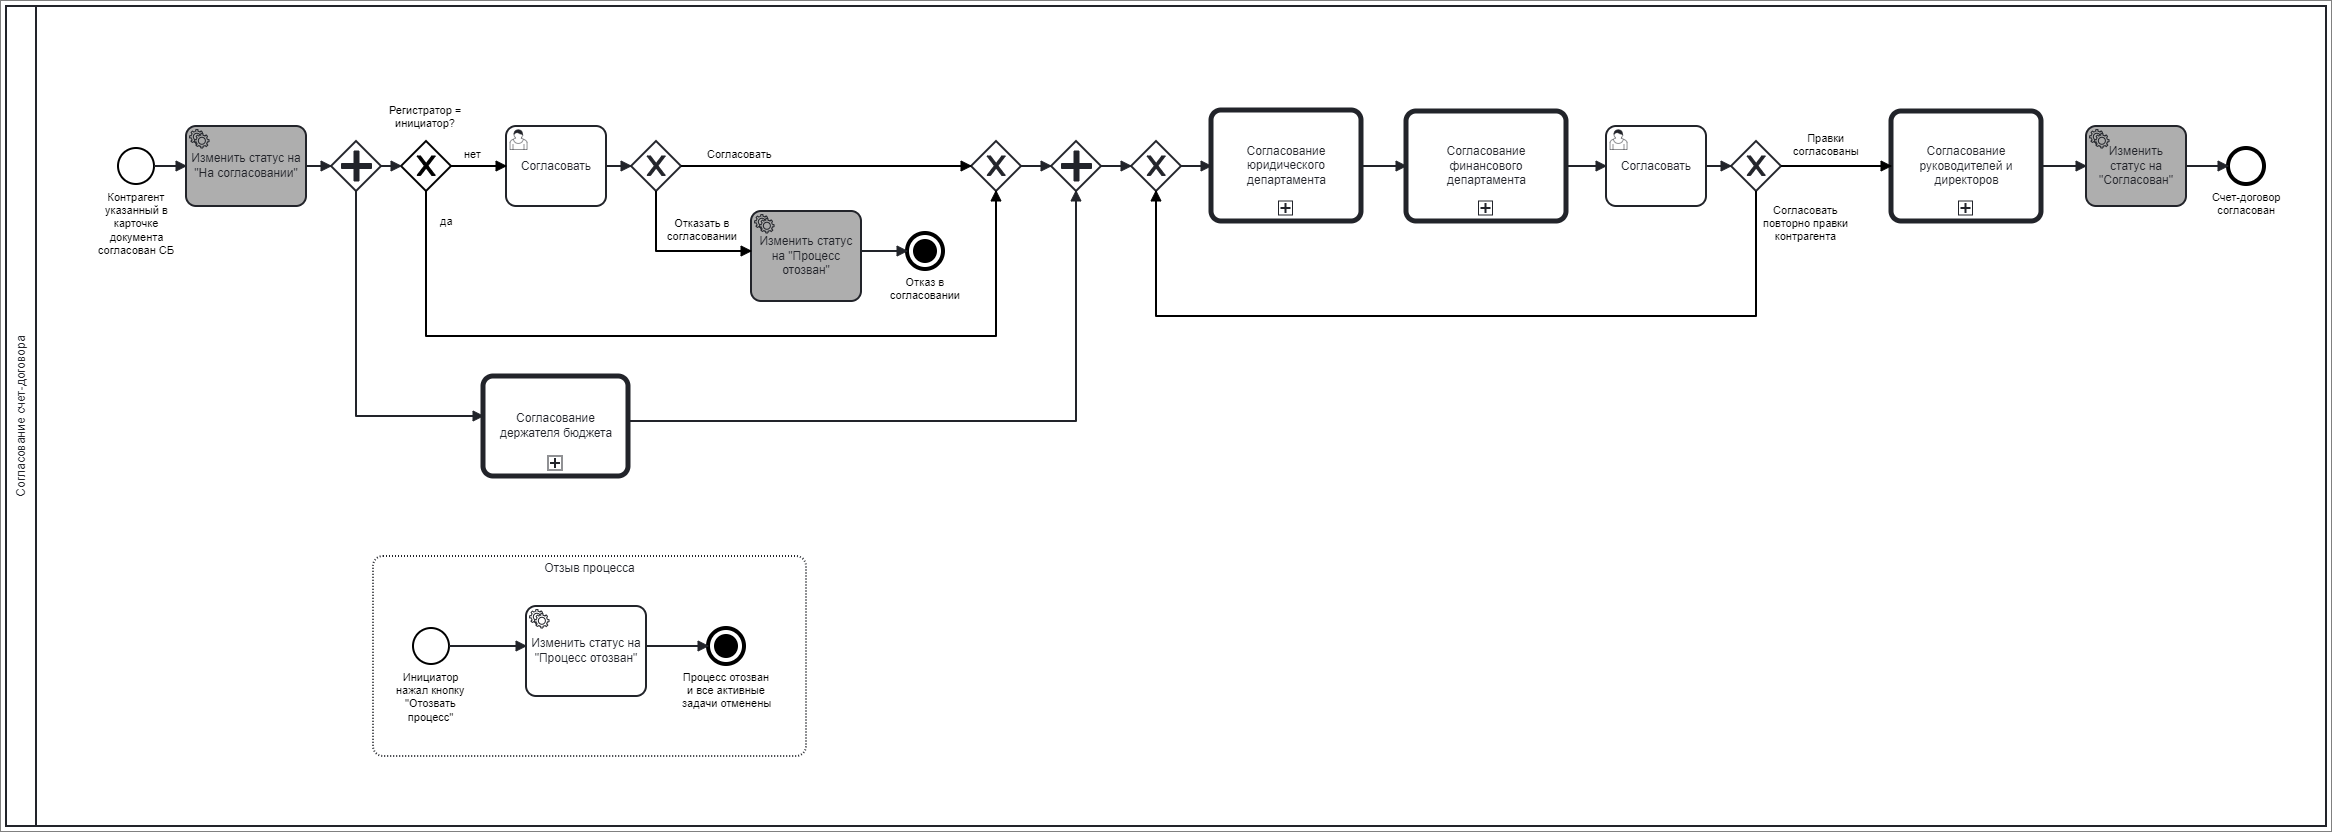 Согласование счет-договора
Контрагент
указанный в
карточке
документа
согласован СБ
Изменить статус на
"На согласовании"
Регистратор =
инициатор?
нет
да
Согласовать
Согласовать
Отказать в
согласовании
Изменить статус
на "Процесс
отозван"
Отказ в
согласовании
Согласование
держателя бюджета
Согласование
юридического
департамента
Согласование
финансового
департамента
Согласовать
Правки
согласованы
Согласовать
повторно правки
контрагента
Согласование
руководителей и
директоров
Изменить
статус на
"Согласован"
Счет-договор
согласован
Отзыв процесса
Инициатор
нажал кнопку
"Отозвать
процесс"
Изменить статус на
"Процесс отозван"
Процесс отозван
и все активные
задачи отменены